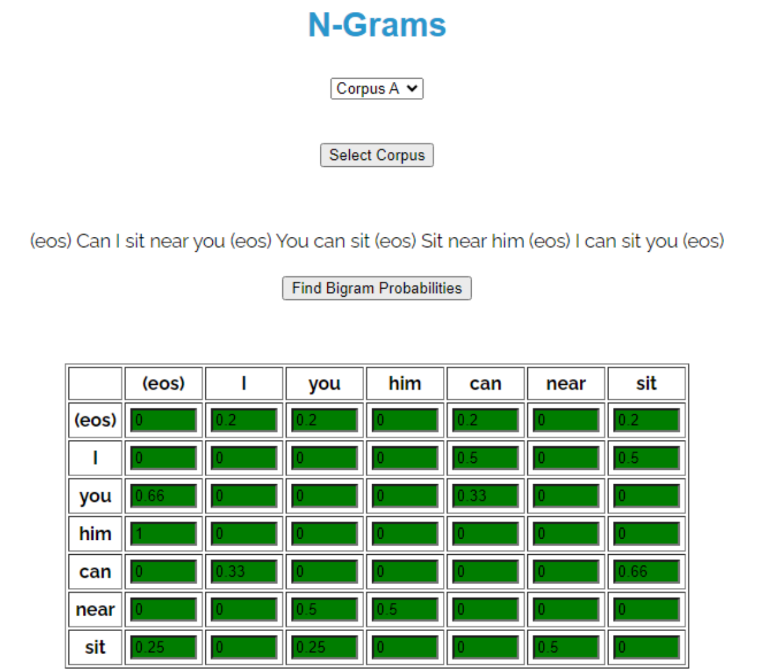 N-Grams
Corpus A
Select Corpus
(eos) Can I sit near you (eos) You can sit (eos) Sit near him (eos) I can sit you (eos)
Find Bigram Probabilities
(eos) I you him can near sit
(eos) 0 0.2 0.2 0 0.2 0 0.2
I 0 0 0 0 0.5 0 0.5
you 0.66 0 0 0 0.33 0 0
him 1 0 0 0 0 0 0
can 0 0.33 0 0 0 0 0.66
near 0 0 0.5 0.5 0 0 0
sit 0.25 0 0.25 0 0 0.5 0